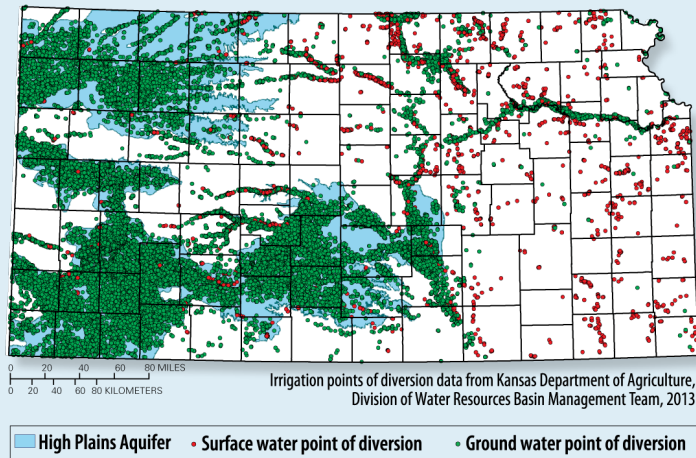 0 40 60 80 MILES
0 20 40 60 80 KILOMETERS
Irrigation points of diversion data from Kansas Department of Agriculture,
Division of Water Resources Basin Management Team, 2013
High Plains Aquifer Surface water point of diversion Ground water point of diversion